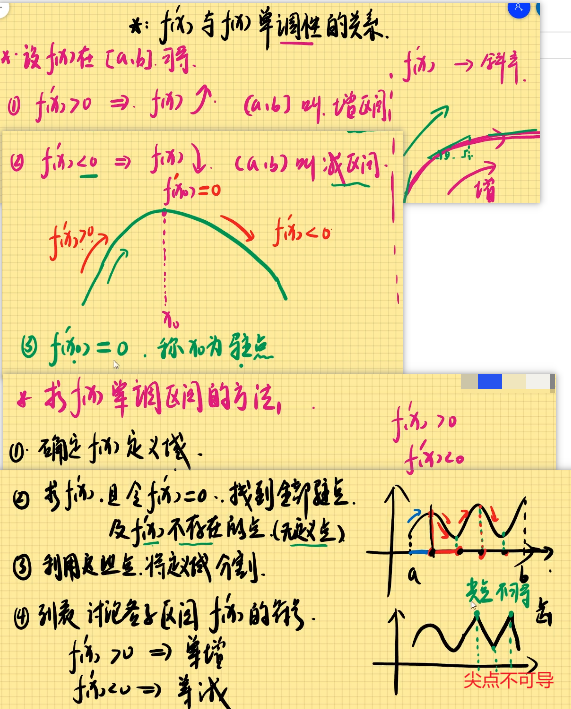 *: f'(x) 与 f(x) 单调性的关系.
*. 设 f(x) 在 [a,b] 可导.
f'(x) → 斜率
① f'(x)>0 ⇒ f(x) ↗. (a,b) 叫 增区间;
增
② f'(x)<0 ⇒ f(x) ↓. (a,b) 叫 减区间.
f'(x₀)=0
f'(x)>0
f'(x)<0
x₀
③ f'(x₀)=0. 称 x₀ 为 驻点
* 求 f(x) 单调区间的方法,
f'(x)>0
f'(x)<0
①. 确定 f(x) 定义域.
② 求 f'(x). 且令 f'(x)=0. 找到全部驻点.
及 f'(x) 不存在的点. (无定义点)
③ 利用这些点. 将定义域分割.
a
b
尖点不可导
④ 列表 讨论各子区间 f'(x) 的符号.
f'(x)>0 ⇒ 单增
f'(x)<0 ⇒ 单减
尖点不可导